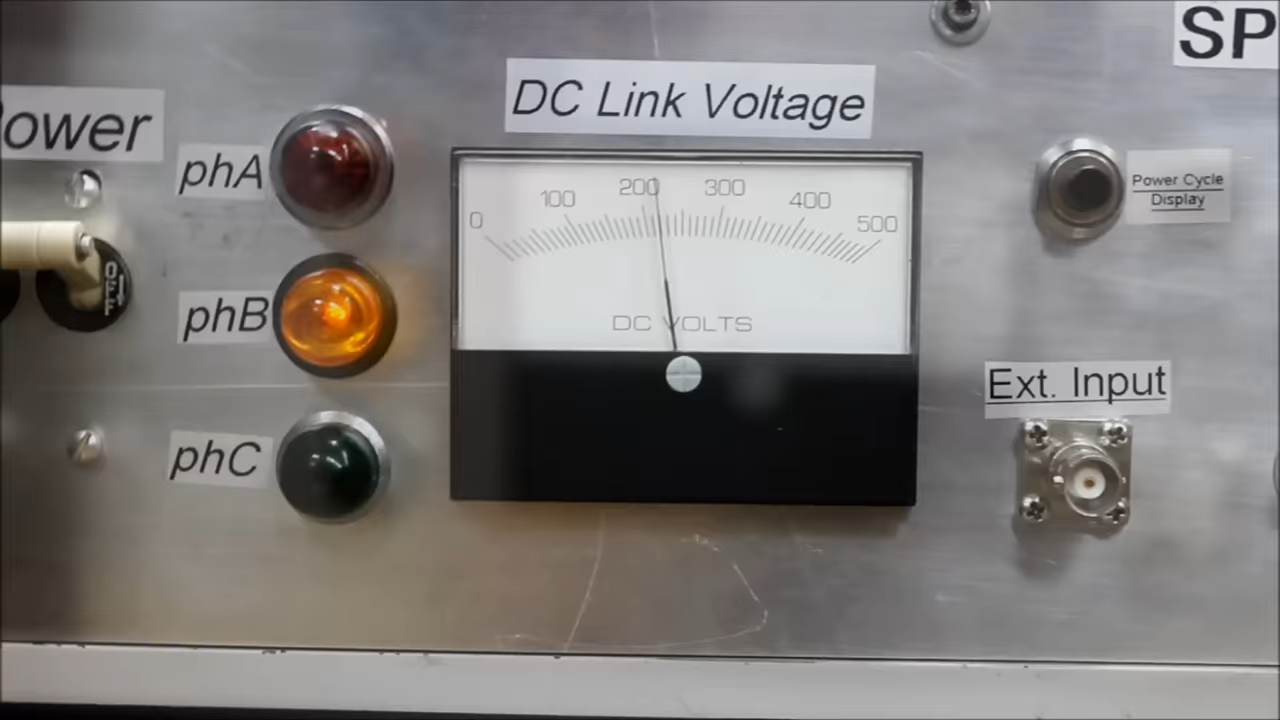 DC Link Voltage
SP
ower
phA
phB
phC
0 100 200 300 400 500
DC VOLTS
Power Cycle
Display
Ext. Input